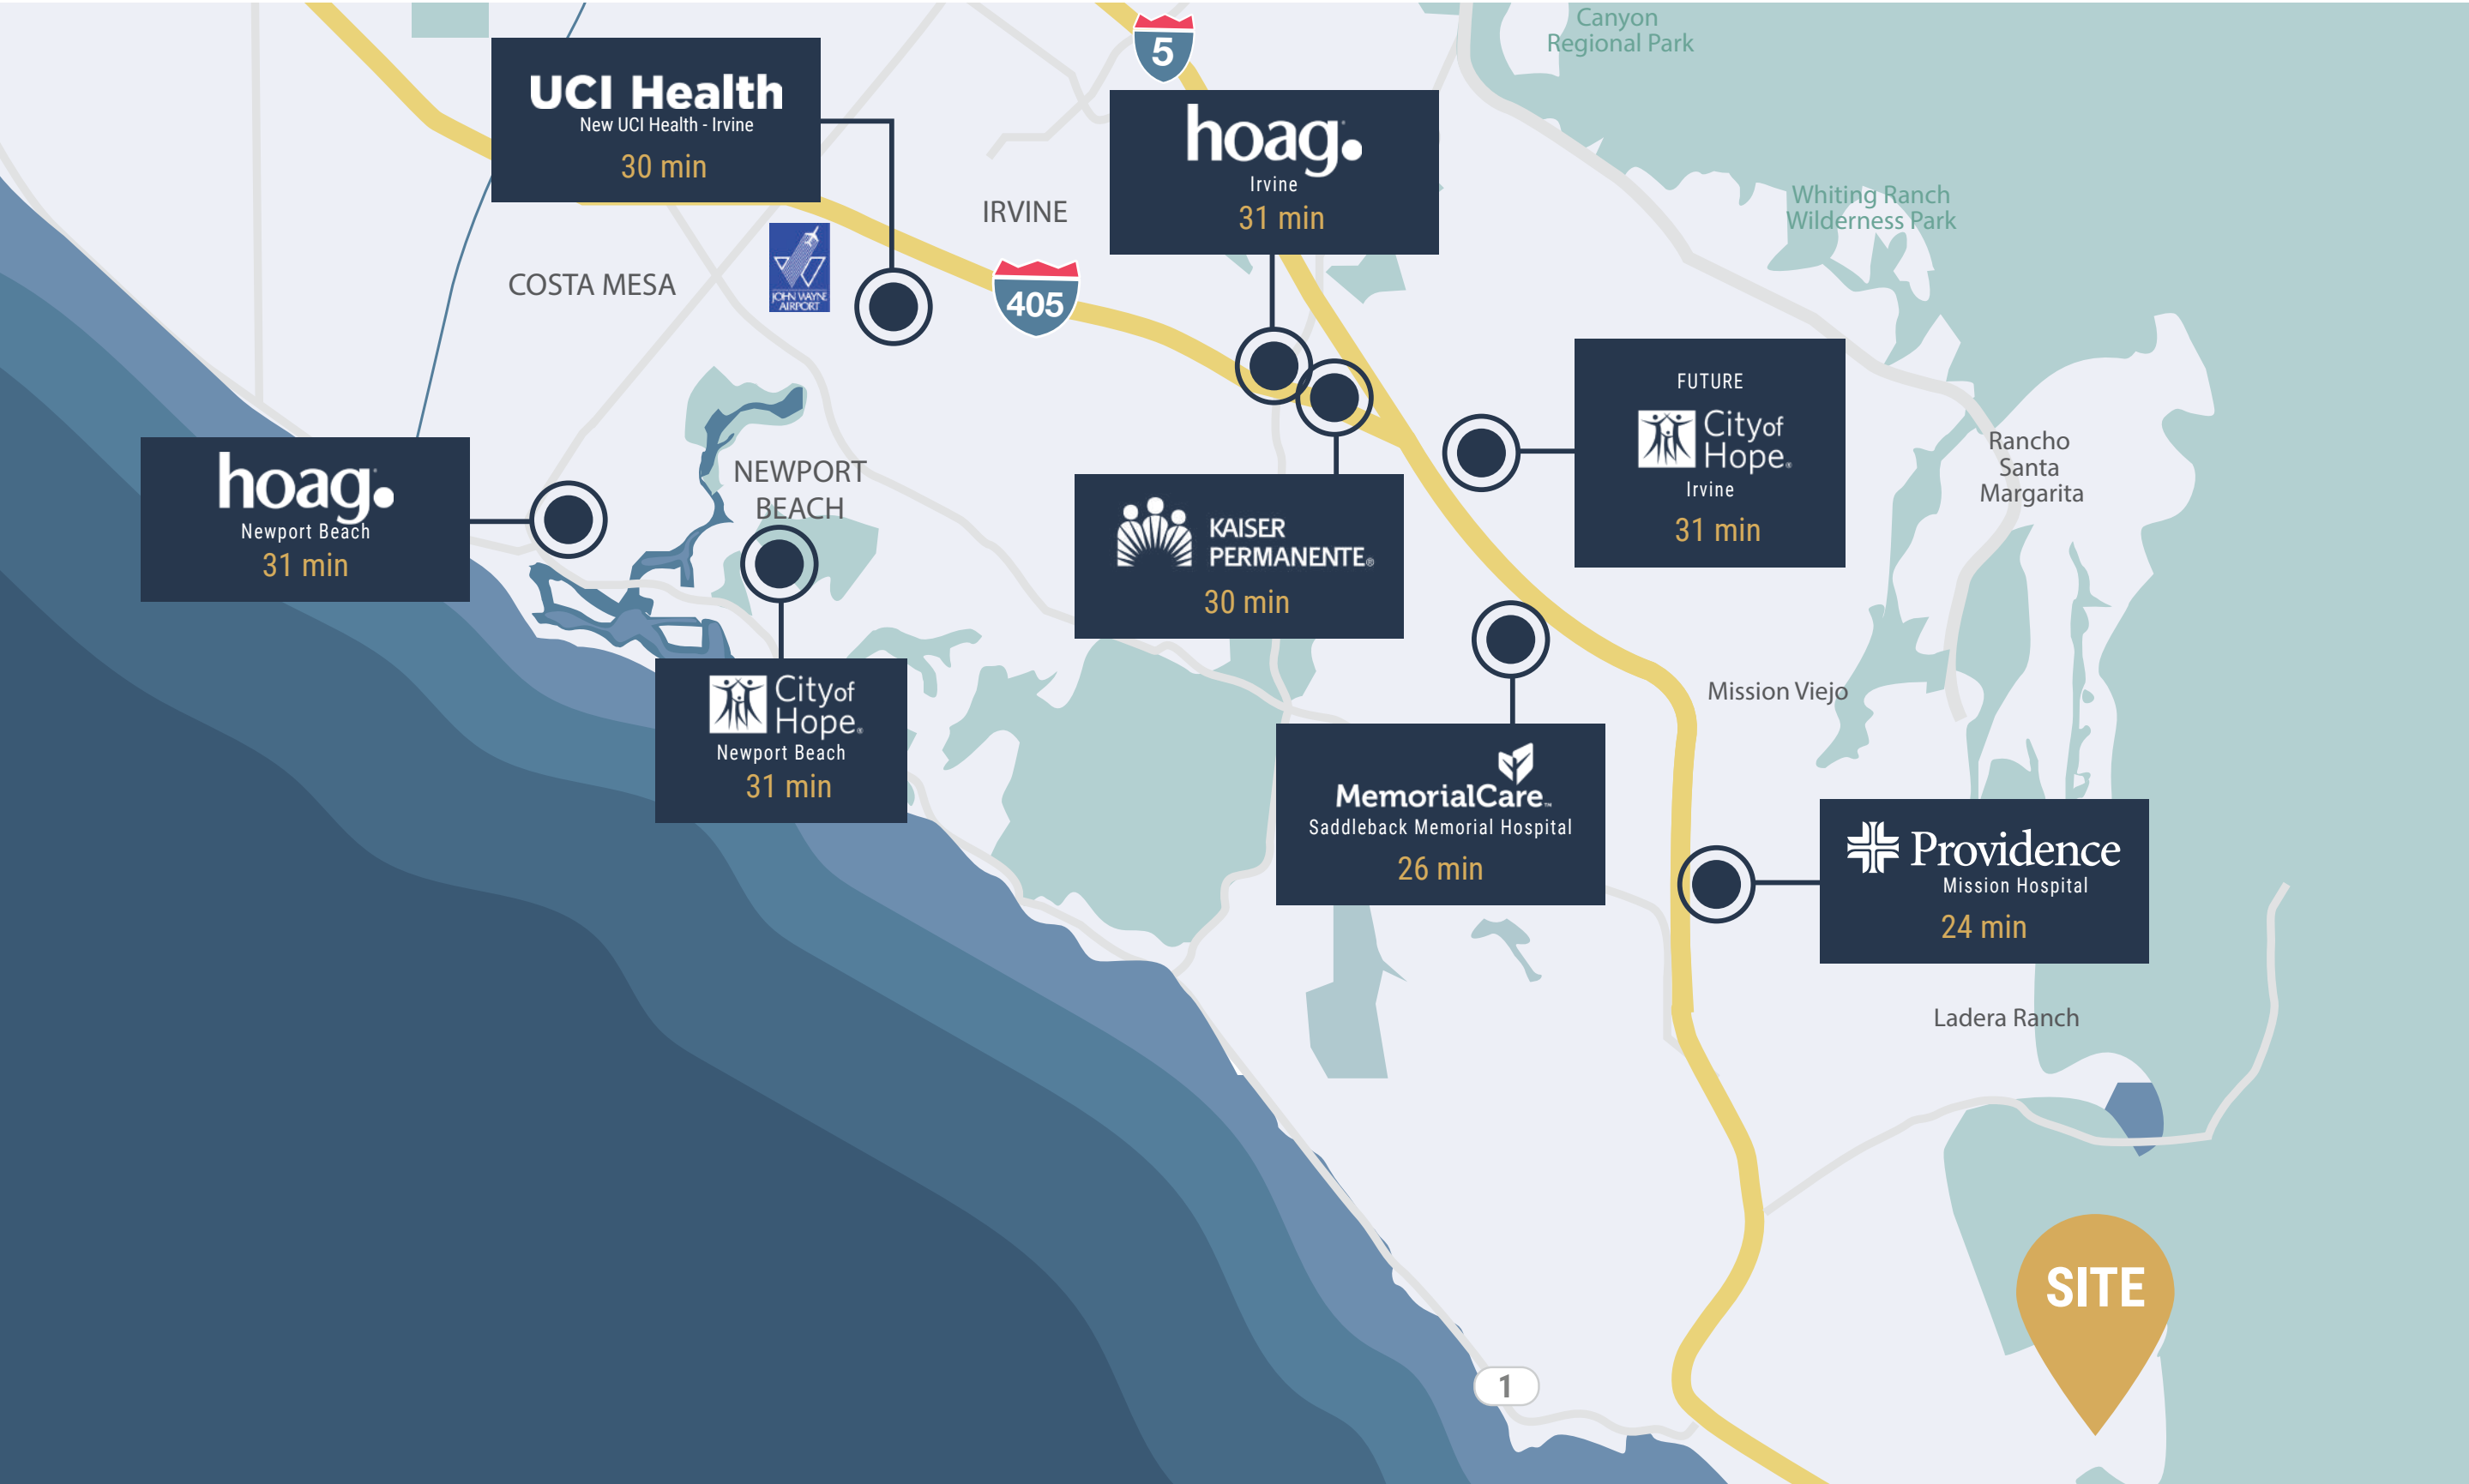 Canyon
Regional Park
5
UCI Health
New UCI Health - Irvine
30 min
hoag.
Irvine
31 min
Whiting Ranch
Wilderness Park
IRVINE
COSTA MESA
JOHN WAYNE
AIRPORT
405
FUTURE
City of
Hope®
Irvine
31 min
Rancho
Santa
Margarita
hoag.
Newport Beach
31 min
NEWPORT
BEACH
KAISER
PERMANENTE®
30 min
City of
Hope®
Newport Beach
31 min
Mission Viejo
MemorialCare™
Saddleback Memorial Hospital
26 min
Providence
Mission Hospital
24 min
Ladera Ranch
SITE
1